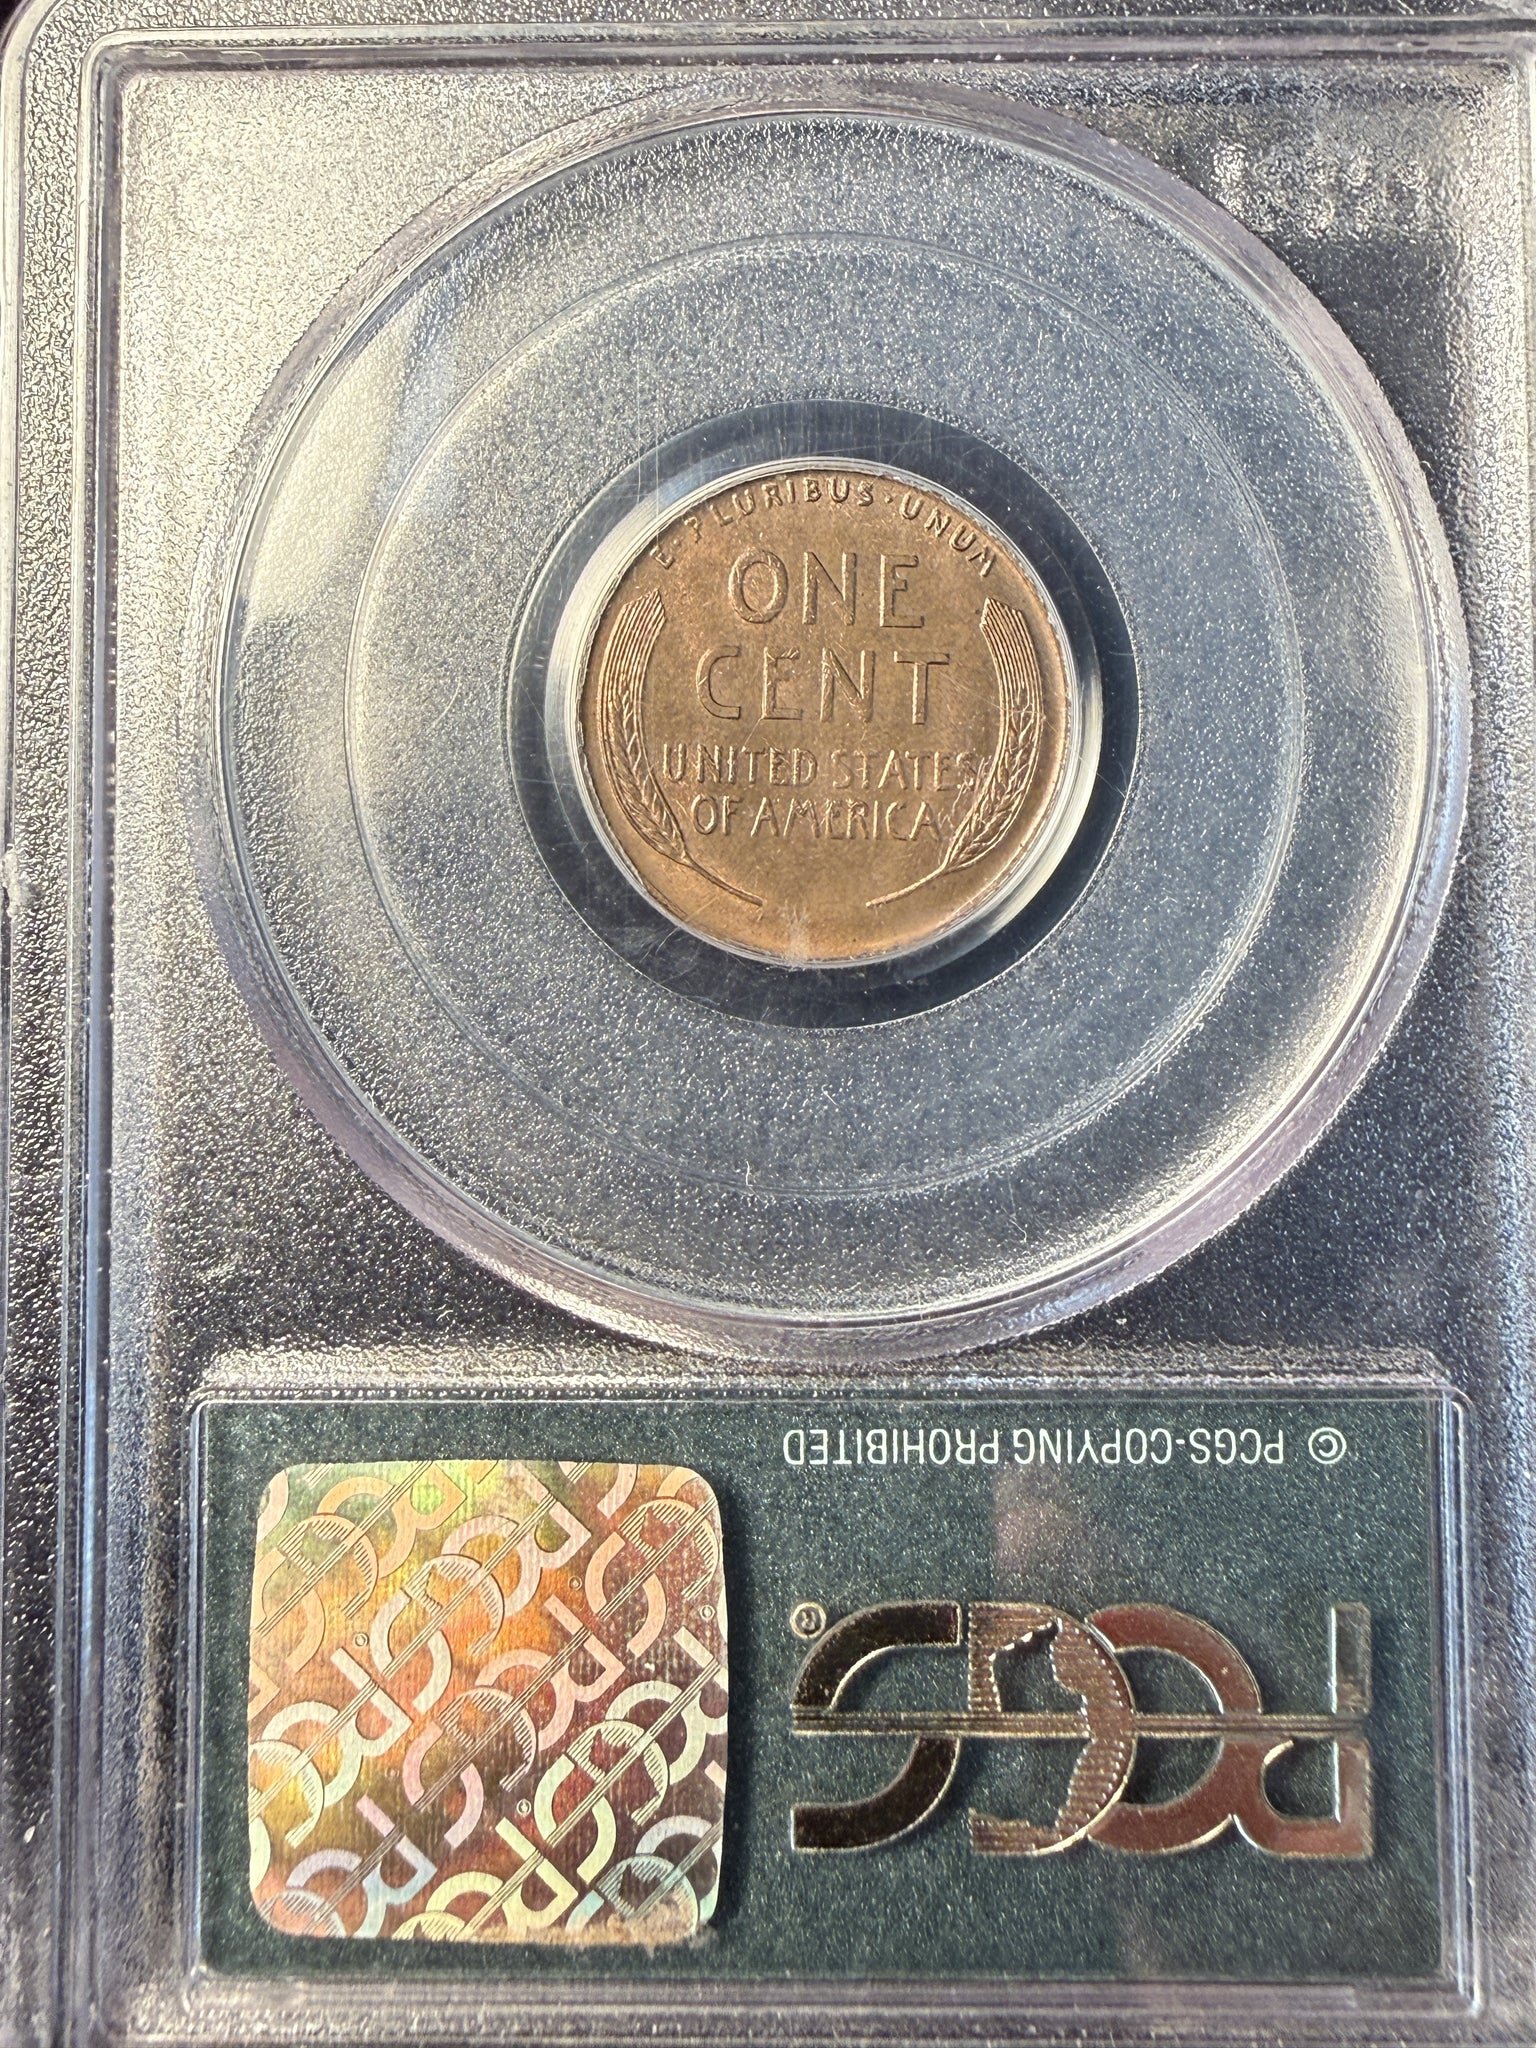 E·PLURIBUS·UNUM
ONE
CENT
UNITED STATES
OF AMERICA
© PCGS-COPYING PROHIBITED
PCGS®